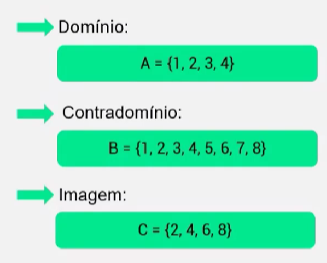 Domínio:
A = {1, 2, 3, 4}
Contradomínio:
B = {1, 2, 3, 4, 5, 6, 7, 8}
Imagem:
C = {2, 4, 6, 8}